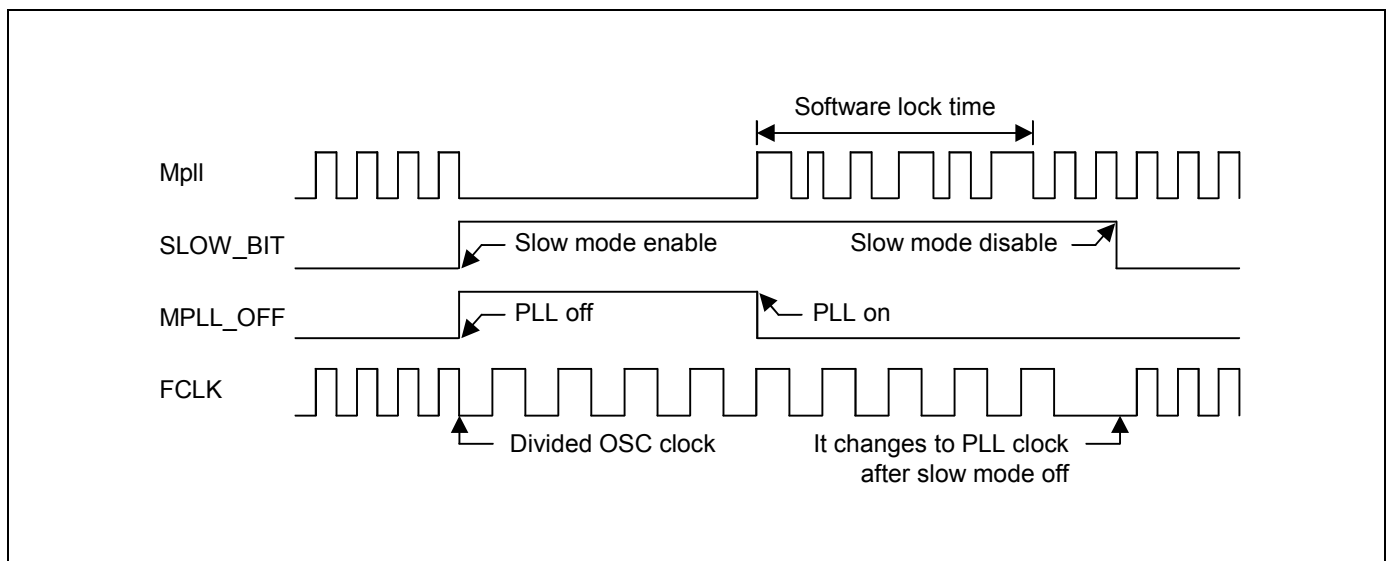 Software lock time
Mpll
SLOW_BIT
Slow mode enable
Slow mode disable
MPLL_OFF
PLL off
PLL on
FCLK
Divided OSC clock
It changes to PLL clock
after slow mode off